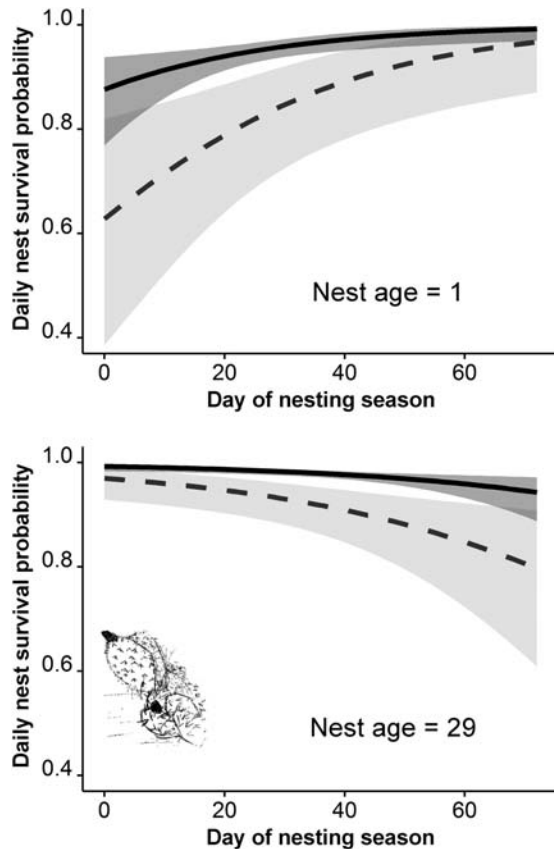 Daily nest survival probability
1.0
0.8
0.6
0.4
Nest age = 1
0 20 40 60
Day of nesting season
Daily nest survival probability
1.0
0.8
0.6
0.4
Nest age = 29
0 20 40 60
Day of nesting season